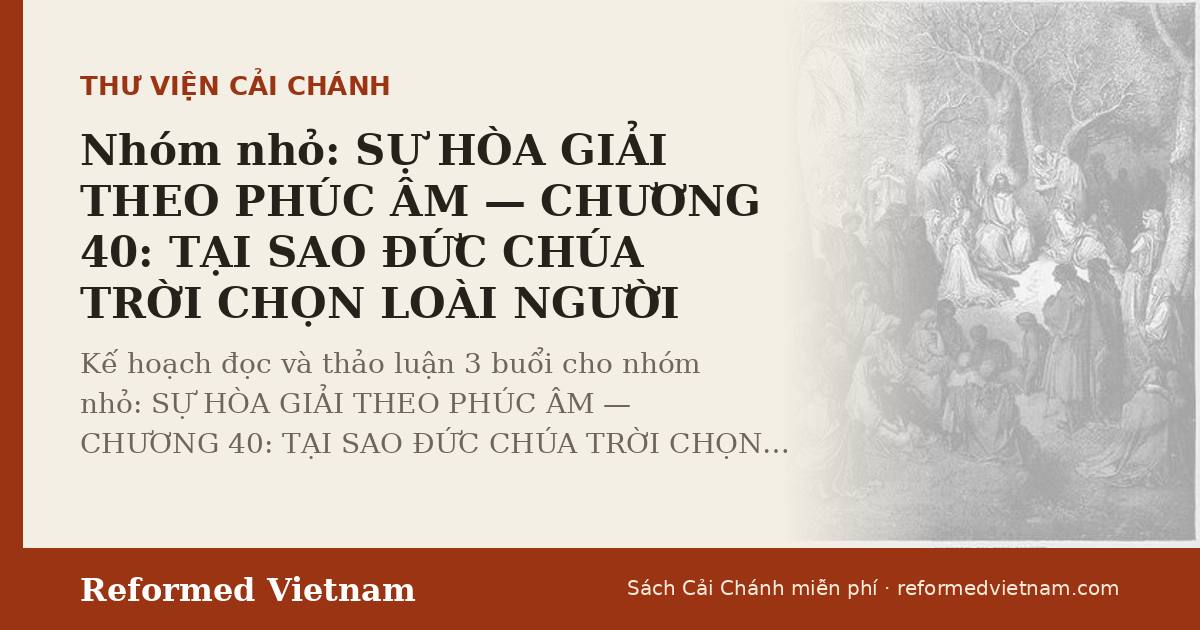 THƯ VIỆN CẢI CHÁNH
Nhóm nhỏ: SỰ HÒA GIẢI
THEO PHÚC ÂM — CHƯƠNG
40: TẠI SAO ĐỨC CHÚA
TRỜI CHỌN LOÀI NGƯỜI
Kế hoạch đọc và thảo luận 3 buổi cho nhóm
nhỏ: SỰ HÒA GIẢI THEO PHÚC ÂM —
CHƯƠNG 40: TẠI SAO ĐỨC CHÚA TRỜI CHỌN…
Reformed Vietnam
Sách Cải Chánh miễn phí · reformedvietnam.com